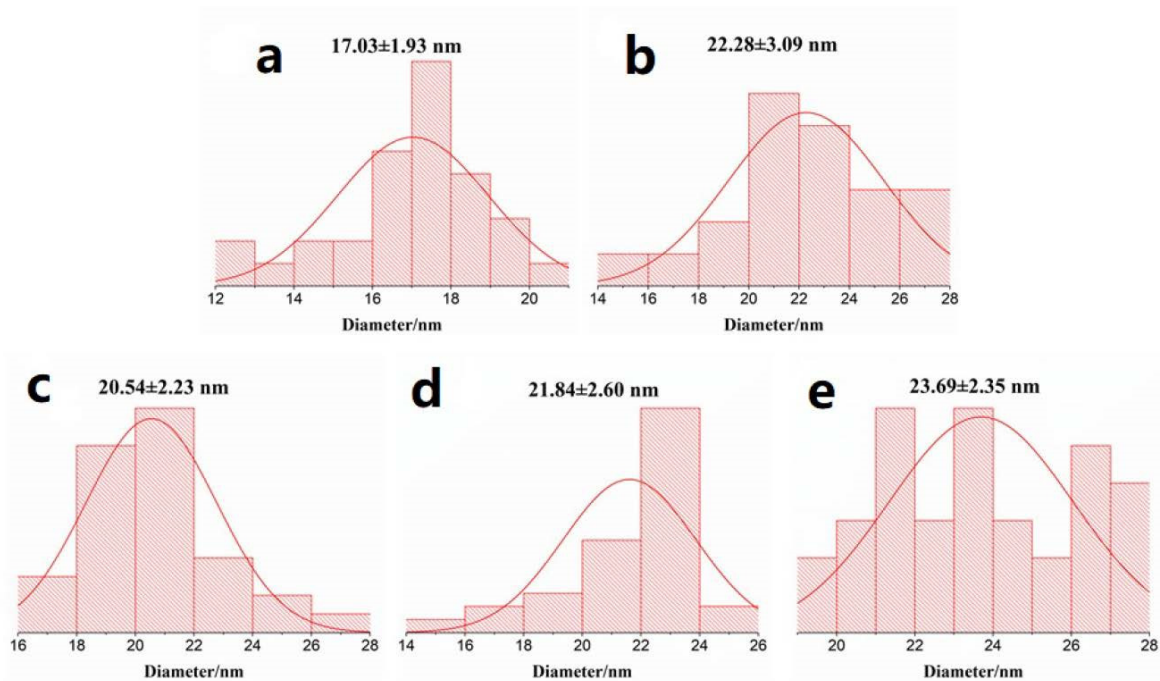 a
17.03±1.93 nm
12 14 16 18 20
Diameter/nm
b
22.28±3.09 nm
14 16 18 20 22 24 26 28
Diameter/nm
c
20.54±2.23 nm
16 18 20 22 24 26 28
Diameter/nm
d
21.84±2.60 nm
14 16 18 20 22 24 26
Diameter/nm
e
23.69±2.35 nm
20 22 24 26 28
Diameter/nm